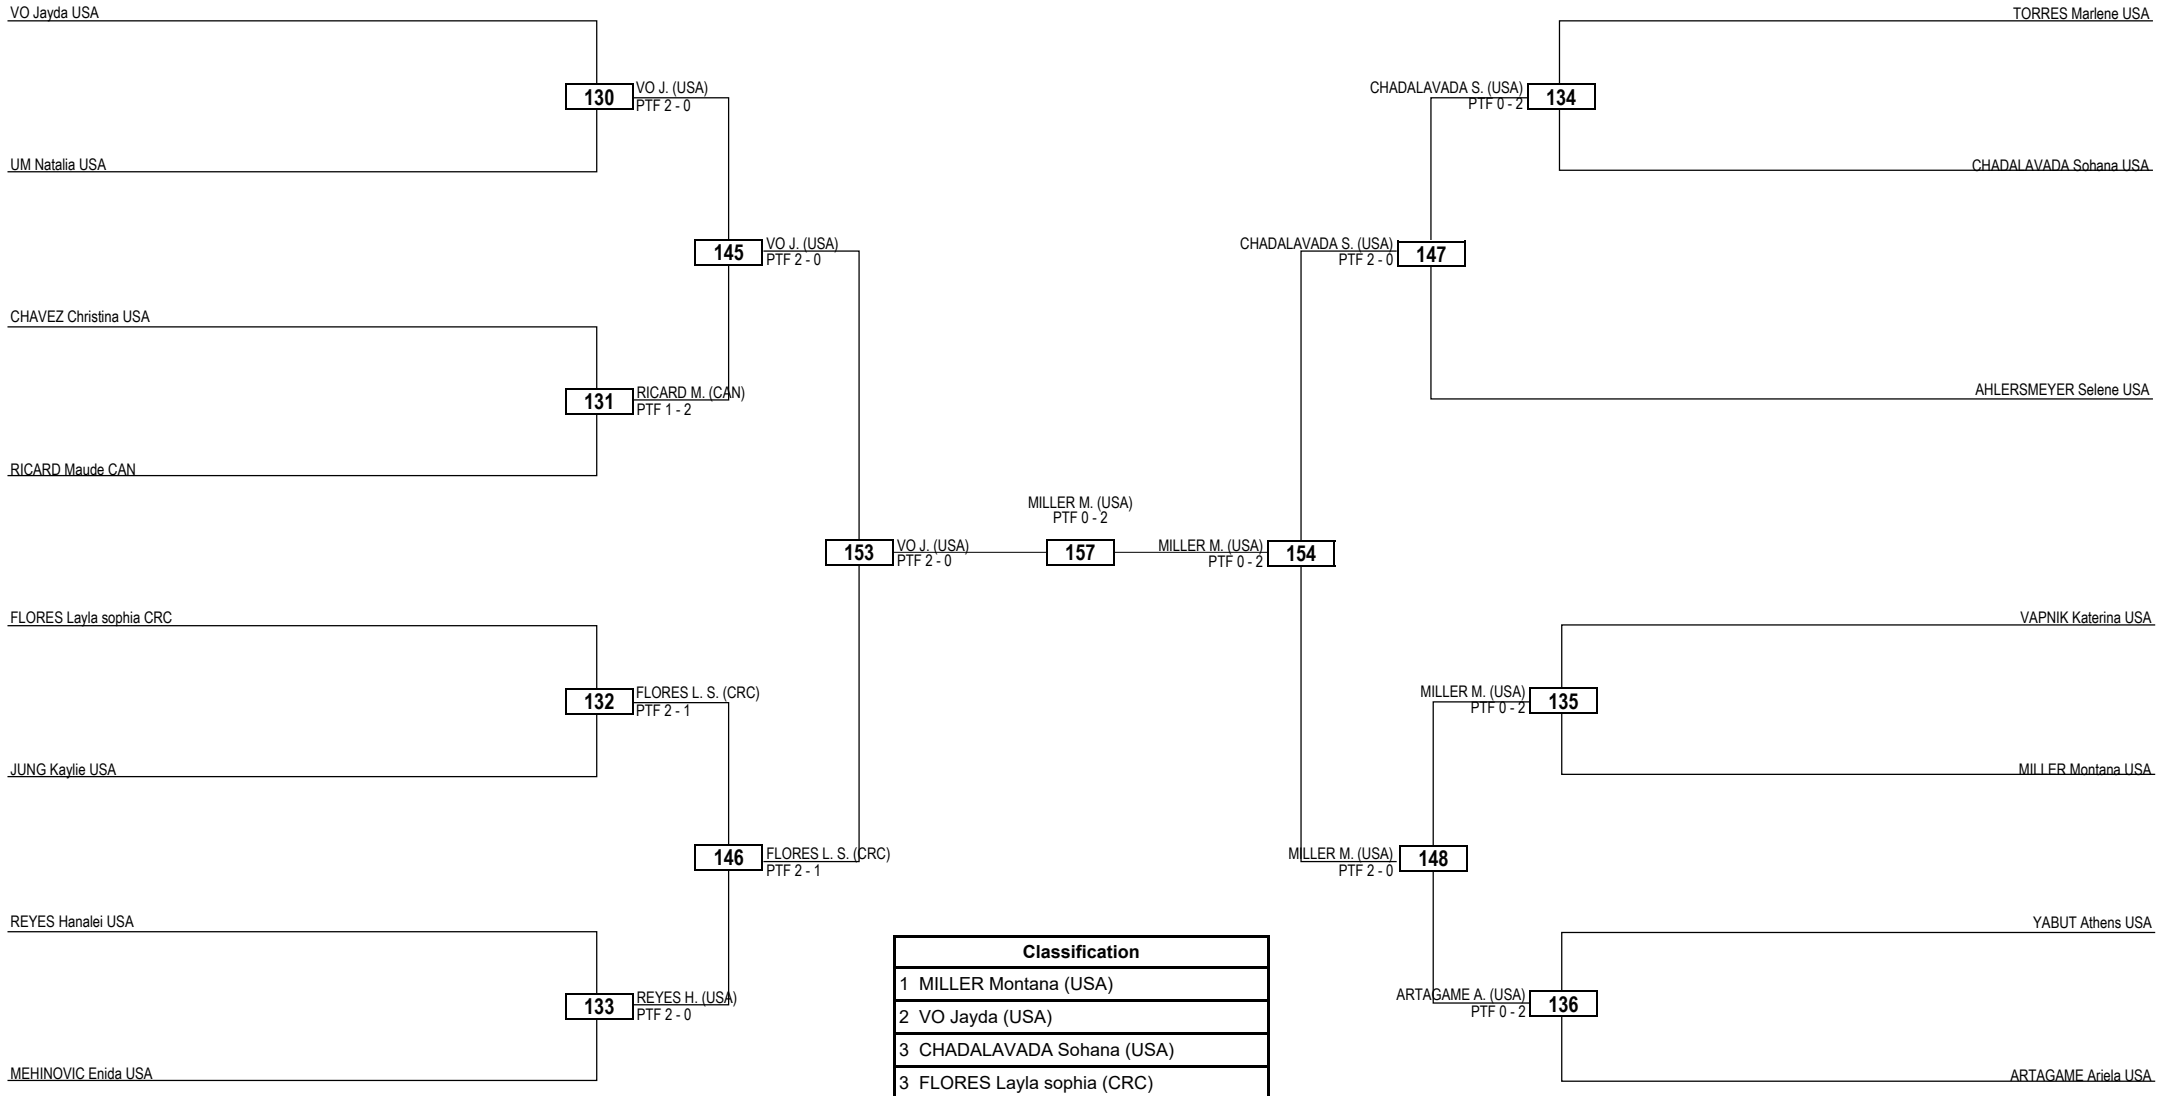 VO Jayda USA
130
VO J. (USA)
PTF 2 - 0
UM Natalia USA
145
VO J. (USA)
PTF 2 - 0
CHAVEZ Christina USA
131
RICARD M. (CAN)
PTF 1 - 2
RICARD Maude CAN
153
VO J. (USA)
PTF 2 - 0
FLORES Layla sophia CRC
132
FLORES L. S. (CRC)
PTF 2 - 1
JUNG Kaylie USA
146
FLORES L. S. (CRC)
PTF 2 - 1
REYES Hanalei USA
133
REYES H. (USA)
PTF 2 - 0
MEHINOVIC Enida USA
MILLER M. (USA)
PTF 0 - 2
157
TORRES Marlene USA
CHADALAVADA S. (USA)
PTF 0 - 2
134
CHADALAVADA Sohana USA
CHADALAVADA S. (USA)
PTF 2 - 0
147
AHLERSMEYER Selene USA
MILLER M. (USA)
PTF 0 - 2
154
VAPNIK Katerina USA
MILLER M. (USA)
PTF 0 - 2
135
MILLER Montana USA
MILLER M. (USA)
PTF 2 - 0
148
YABUT Athens USA
ARTAGAME A. (USA)
PTF 0 - 2
136
ARTAGAME Ariela USA
Classification
1 MILLER Montana (USA)
2 VO Jayda (USA)
3 CHADALAVADA Sohana (USA)
3 FLORES Layla sophia (CRC)